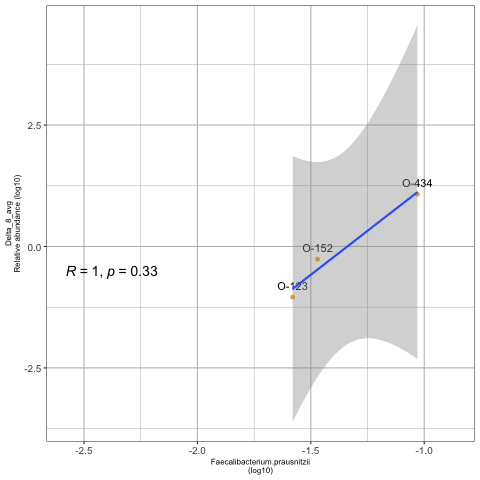 2.5
0.0
-2.5
Delta_8_avg
Relative abundance (log10)
O-434
O-152
O-123
R = 1, p = 0.33
-2.5 -2.0 -1.5 -1.0
Faecalibacterium.prausnitzii
(log10)